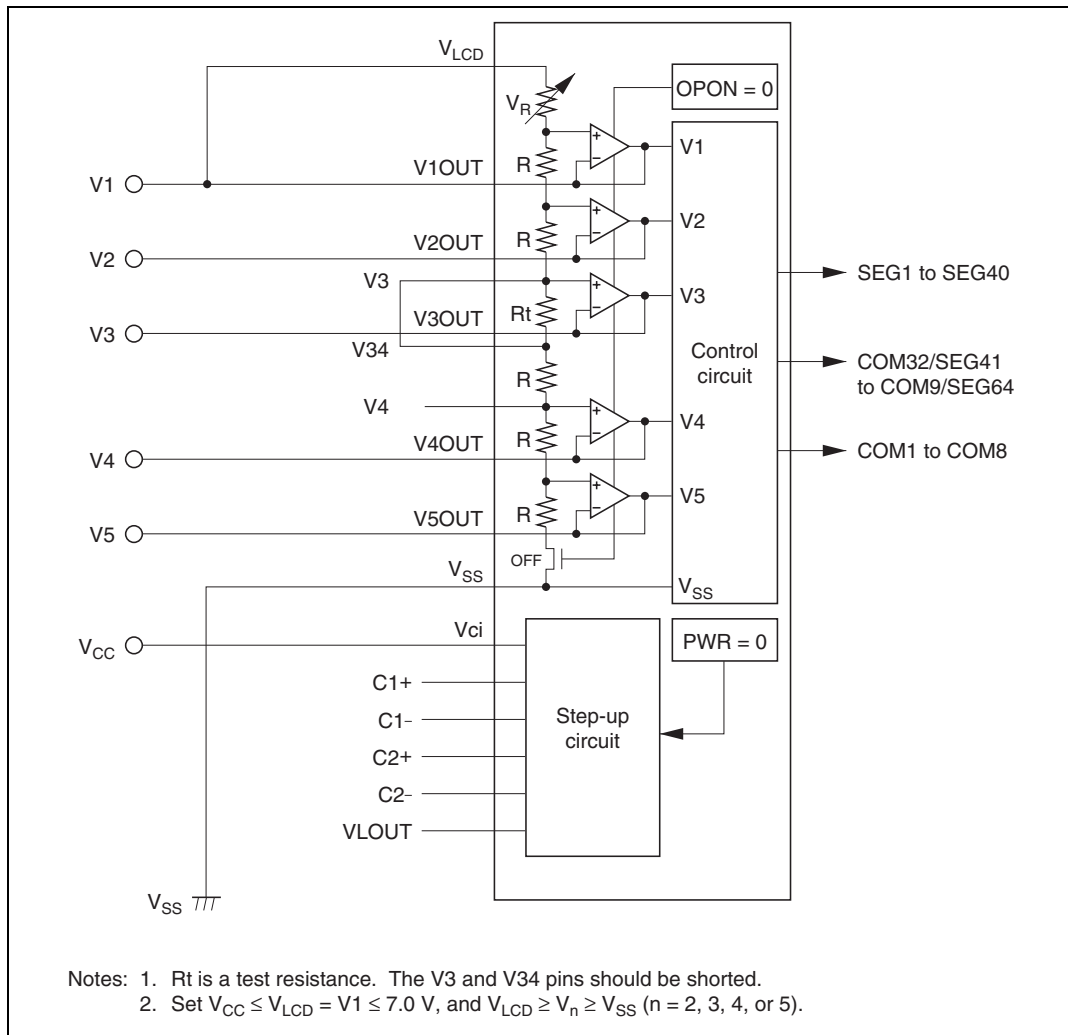 VLCD
OPON = 0
VR
R
V1OUT
V1
V1
R
V2OUT
V2
V2
V3
Rt
V3OUT
V3
V3
V34
R
V4
R
V4OUT
V4
V4
R
V5OUT
V5
V5
OFF
VSS
VSS
Control
circuit
SEG1 to SEG40
COM32/SEG41
to COM9/SEG64
COM1 to COM8
VCC
Vci
PWR = 0
C1+
C1–
C2+
C2–
VLOUT
Step-up
circuit
VSS
+
–
+
–
+
–
+
–
+
–
Notes: 1. Rt is a test resistance. The V3 and V34 pins should be shorted.
2. Set VCC ≤ VLCD = V1 ≤ 7.0 V, and VLCD ≥ Vn ≥ VSS (n = 2, 3, 4, or 5).